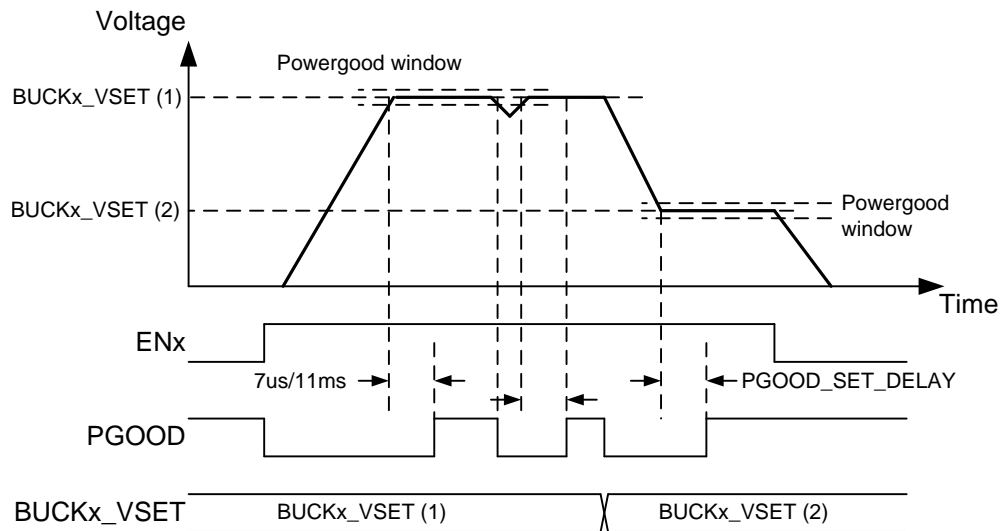 Voltage
Powergood window
BUCKx_VSET (1)
BUCKx_VSET (2)
Powergood
window
Time
ENx
7us/11ms
PGOOD_SET_DELAY
PGOOD
BUCKx_VSET
BUCKx_VSET (1)
BUCKx_VSET (2)